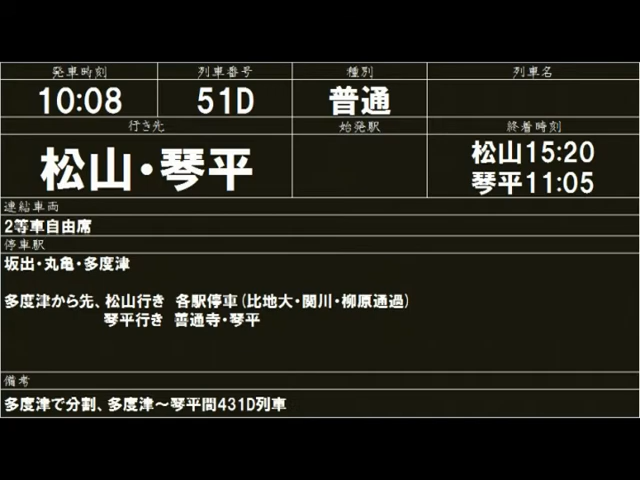 発車時刻 列車番号 種別 列車名
10:08 51D 普通
行き先 始発駅 終着時刻
松山・琴平
松山15:20
琴平11:05
連結車両
2等車自由席
停車駅
坂出・丸亀・多度津
多度津から先、松山行き 各駅停車(比地大・関川・柳原通過)
琴平行き 善通寺・琴平
備考
多度津で分割、多度津～琴平間431D列車